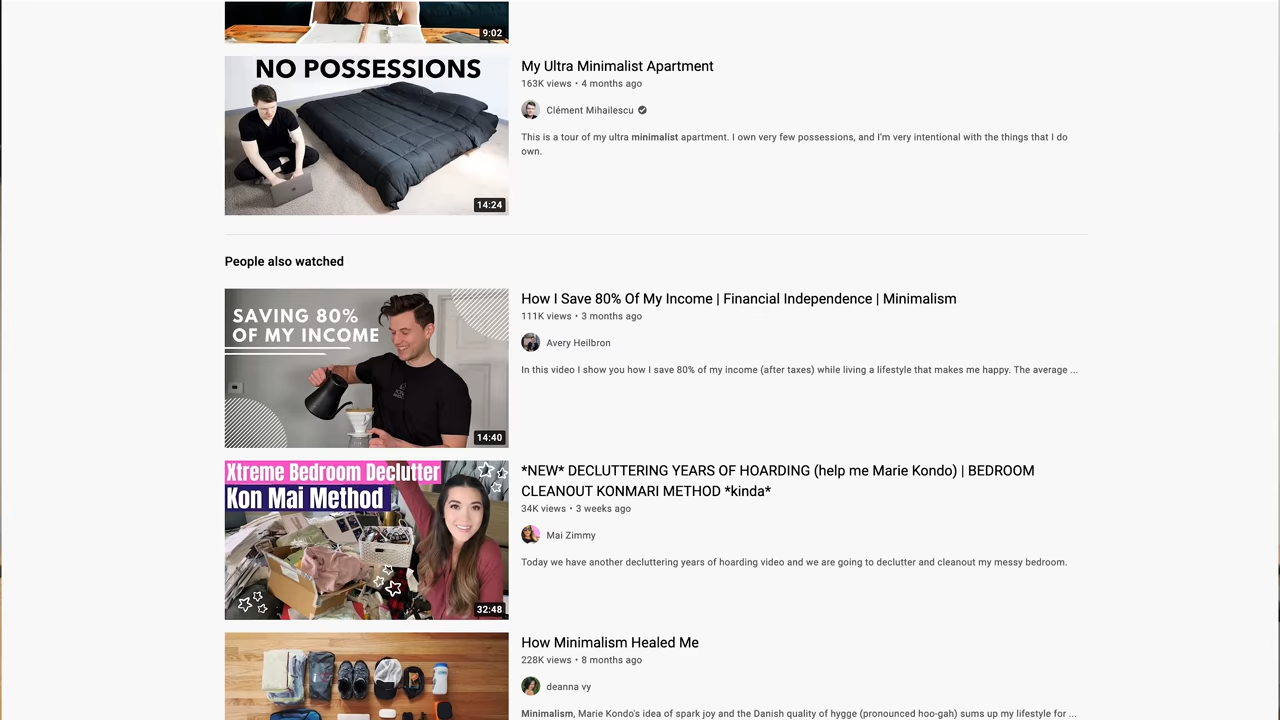 9:02
NO POSSESSIONS
14:24
My Ultra Minimalist Apartment
163K views • 4 months ago
Clément Mihailescu
This is a tour of my ultra minimalist apartment. I own very few possessions, and I'm very intentional with the things that I do
own.
People also watched
SAVING 80%
OF MY INCOME
14:40
How I Save 80% Of My Income | Financial Independence | Minimalism
111K views • 3 months ago
Avery Heilbron
In this video I show you how I save 80% of my income (after taxes) while living a lifestyle that makes me happy. The average ...
Xtreme Bedroom Declutter
Kon Mai Method
32:48
*NEW* DECLUTTERING YEARS OF HOARDING (help me Marie Kondo) | BEDROOM
CLEANOUT KONMARI METHOD *kinda*
34K views • 3 weeks ago
Mai Zimmy
Today we have another decluttering years of hoarding video and we are going to declutter and cleanout my messy bedroom.
How Minimalism Healed Me
228K views • 8 months ago
deanna vy
Minimalism, Marie Kondo's idea of spark joy and the Danish quality of hygge (pronounced hoo-gah) sums up my lifestyle for ...